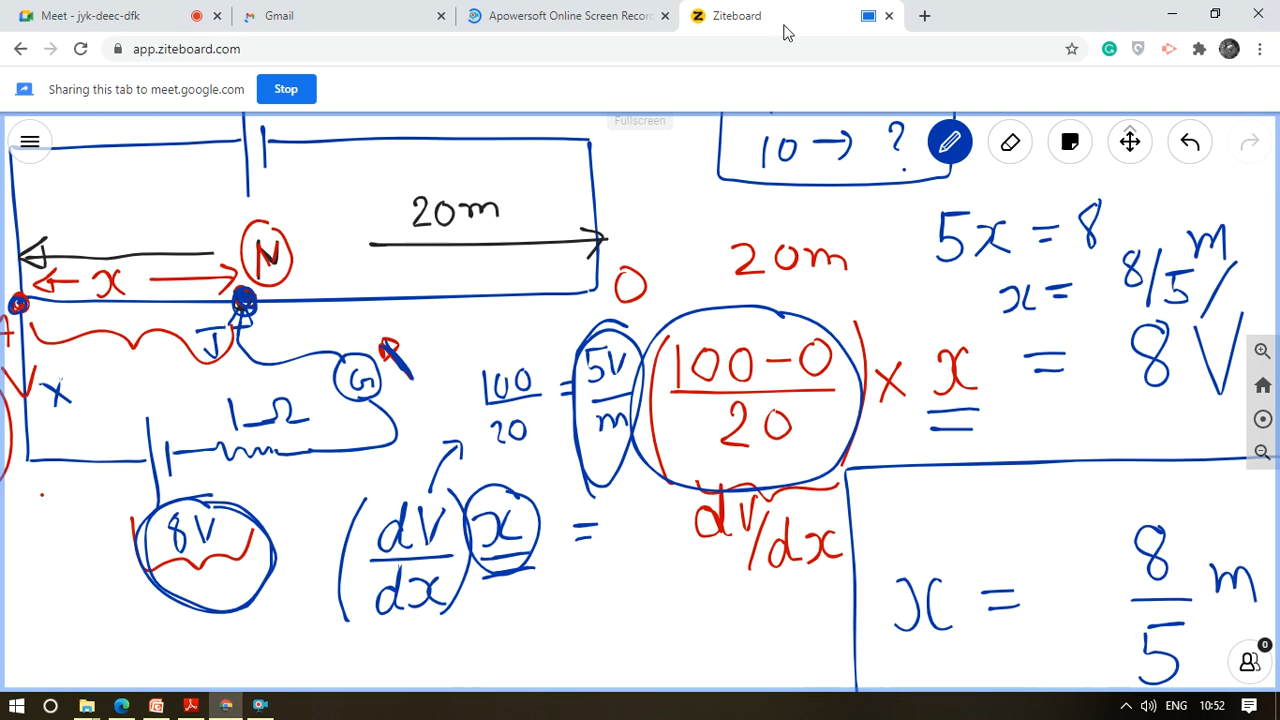 Meet - jyk-deec-dfk
Gmail
Apowersoft Online Screen Recor
Ziteboard
app.ziteboard.com
Sharing this tab to meet.google.com
Stop
Fullscreen
10 → ?
20m
N
x
0
20m
5x = 8
x = 8/5 m
J
G
X
1Ω
8V
100/20 = 5V/m
(100-0/20) × x = 8V
dV/dx
(dV/dx) x =
x = 8/5 m
0
ENG
10:52